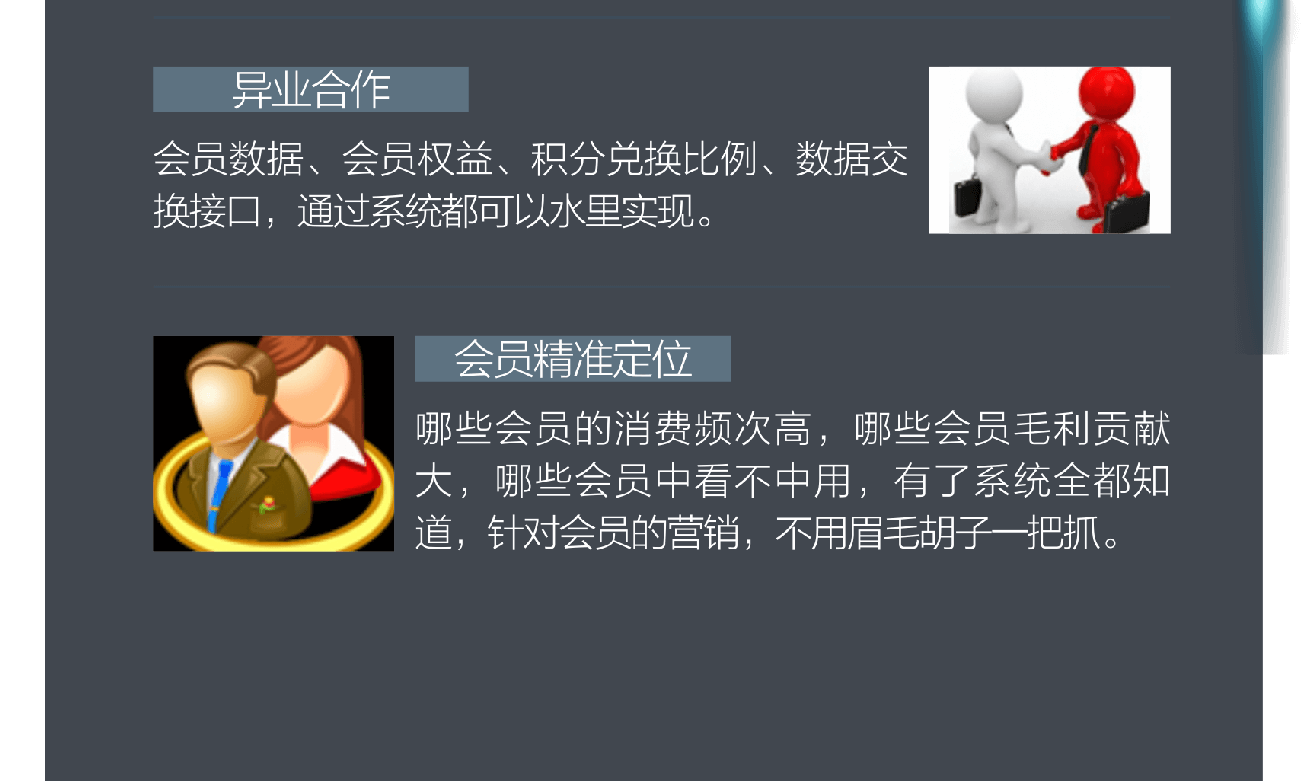 异业合作
会员数据、会员权益、积分兑换比例、数据交
换接口，通过系统都可以水里实现。
会员精准定位
哪些会员的消费频次高，哪些会员毛利贡献
大，哪些会员中看不中用，有了系统全都知
道，针对会员的营销，不用眉毛胡子一把抓。